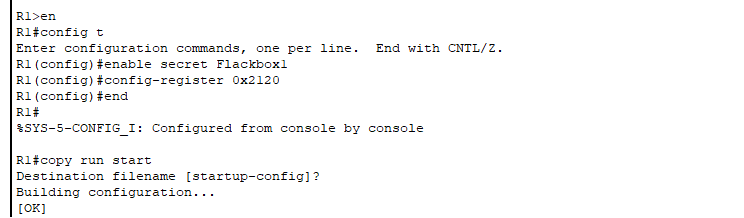 R1>en
R1#config t
Enter configuration commands, one per line.  End with CNTL/Z.
R1(config)#enable secret Flackbox1
R1(config)#config-register 0x2120
R1(config)#end
R1#
%SYS-5-CONFIG_I: Configured from console by console
R1#copy run start
Destination filename [startup-config]?
Building configuration...
[OK]